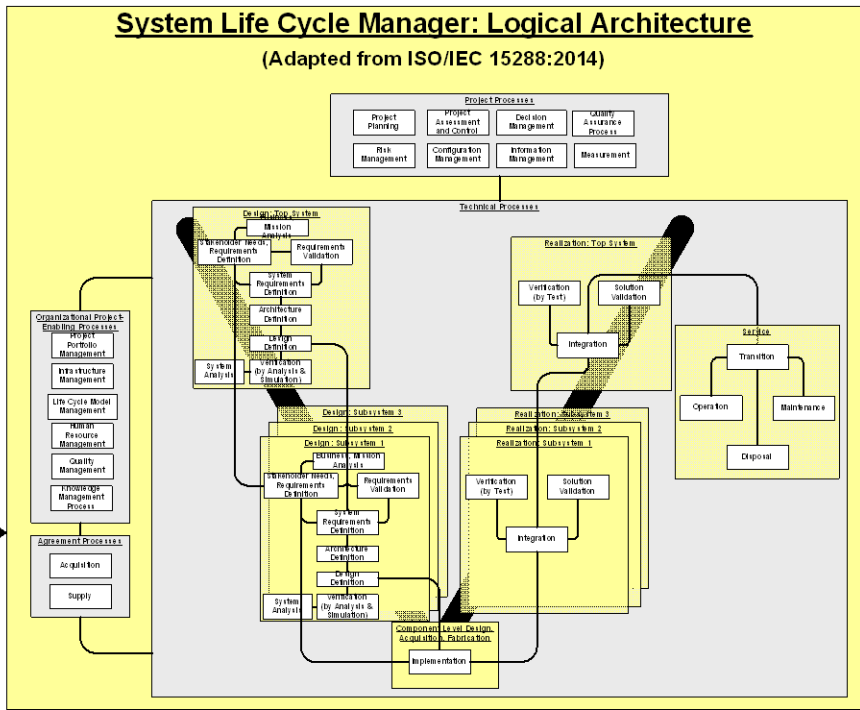 System Life Cycle Manager: Logical Architecture
(Adapted from ISO/IEC 15288:2014)
Project Processes
Project
Planning
Project
Assessment
and Control
Decision
Management
Quality
Assurance
Process
Risk
Management
Configuration
Management
Information
Management
Measurement
Technical Processes
Design: Top System
Mission
Analysis
Stakeholder Needs,
Requirements
Definition
Requirements
Validation
System
Requirements
Definition
Architecture
Definition
Design
Definition
System
Analysis
Verification
(by Analysis &
Simulation)
Realization: Top System
Verification
(by Test)
Solution
Validation
Integration
Service
Transition
Operation
Maintenance
Disposal
Organizational Project-
Enabling Processes
Project
Portfolio
Management
Infrastructure
Management
Life Cycle Model
Management
Human
Resource
Management
Quality
Management
Knowledge
Management
Process
Agreement Processes
Acquisition
Supply
Design: Subsystem 3
Design: Subsystem 2
Design: Subsystem 1
Business, Mission
Analysis
Stakeholder Needs,
Requirements
Definition
Requirements
Validation
System
Requirements
Definition
Architecture
Definition
Design
Definition
System
Analysis
Verification
(by Analysis &
Simulation)
Realization: Subsystem 3
Realization: Subsystem 2
Realization: Subsystem 1
Verification
(by Test)
Solution
Validation
Integration
Component Level Design,
Acquisition, Fabrication
Implementation